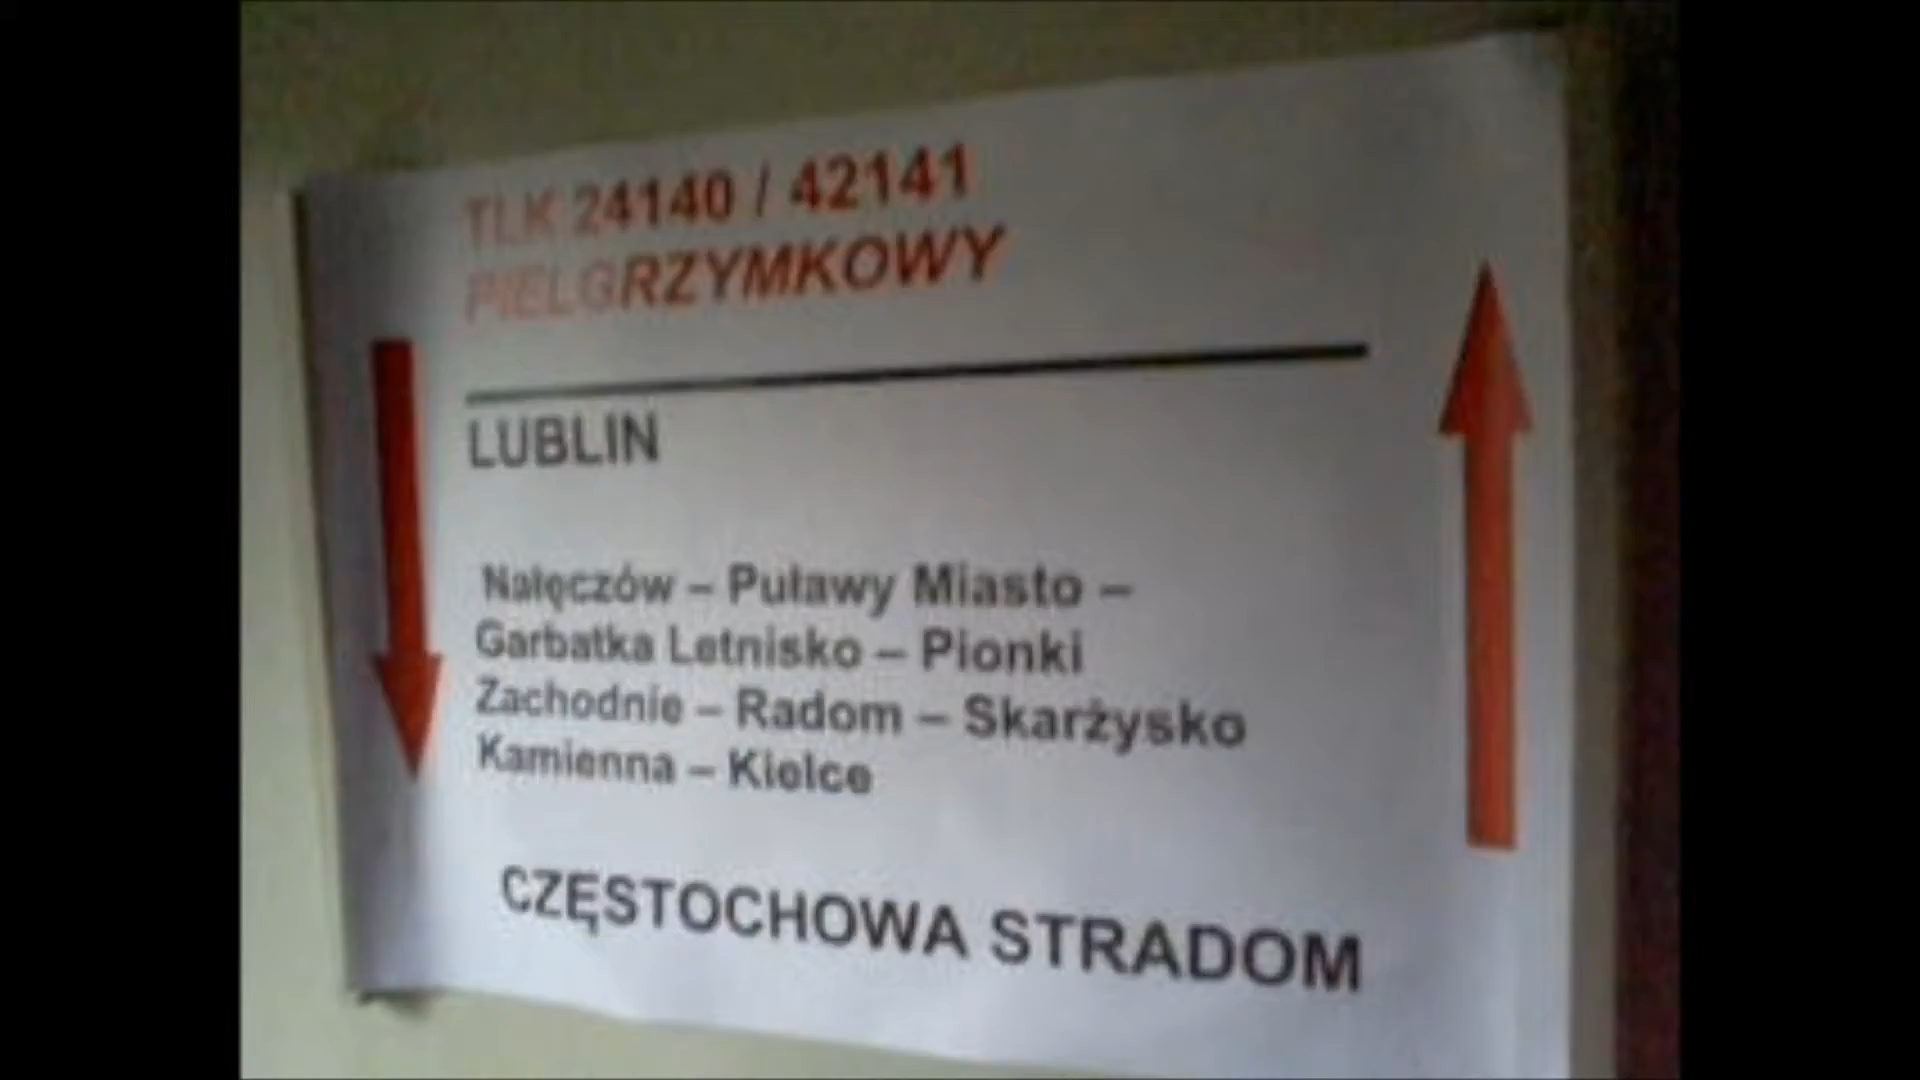 TLK 24140 / 42141
PIELGRZYMKOWY
LUBLIN
Nałęczów – Puławy Miasto –
Garbatka Letnisko – Pionki
Zachodnie – Radom – Skarżysko
Kamienna – Kielce
CZĘSTOCHOWA STRADOM